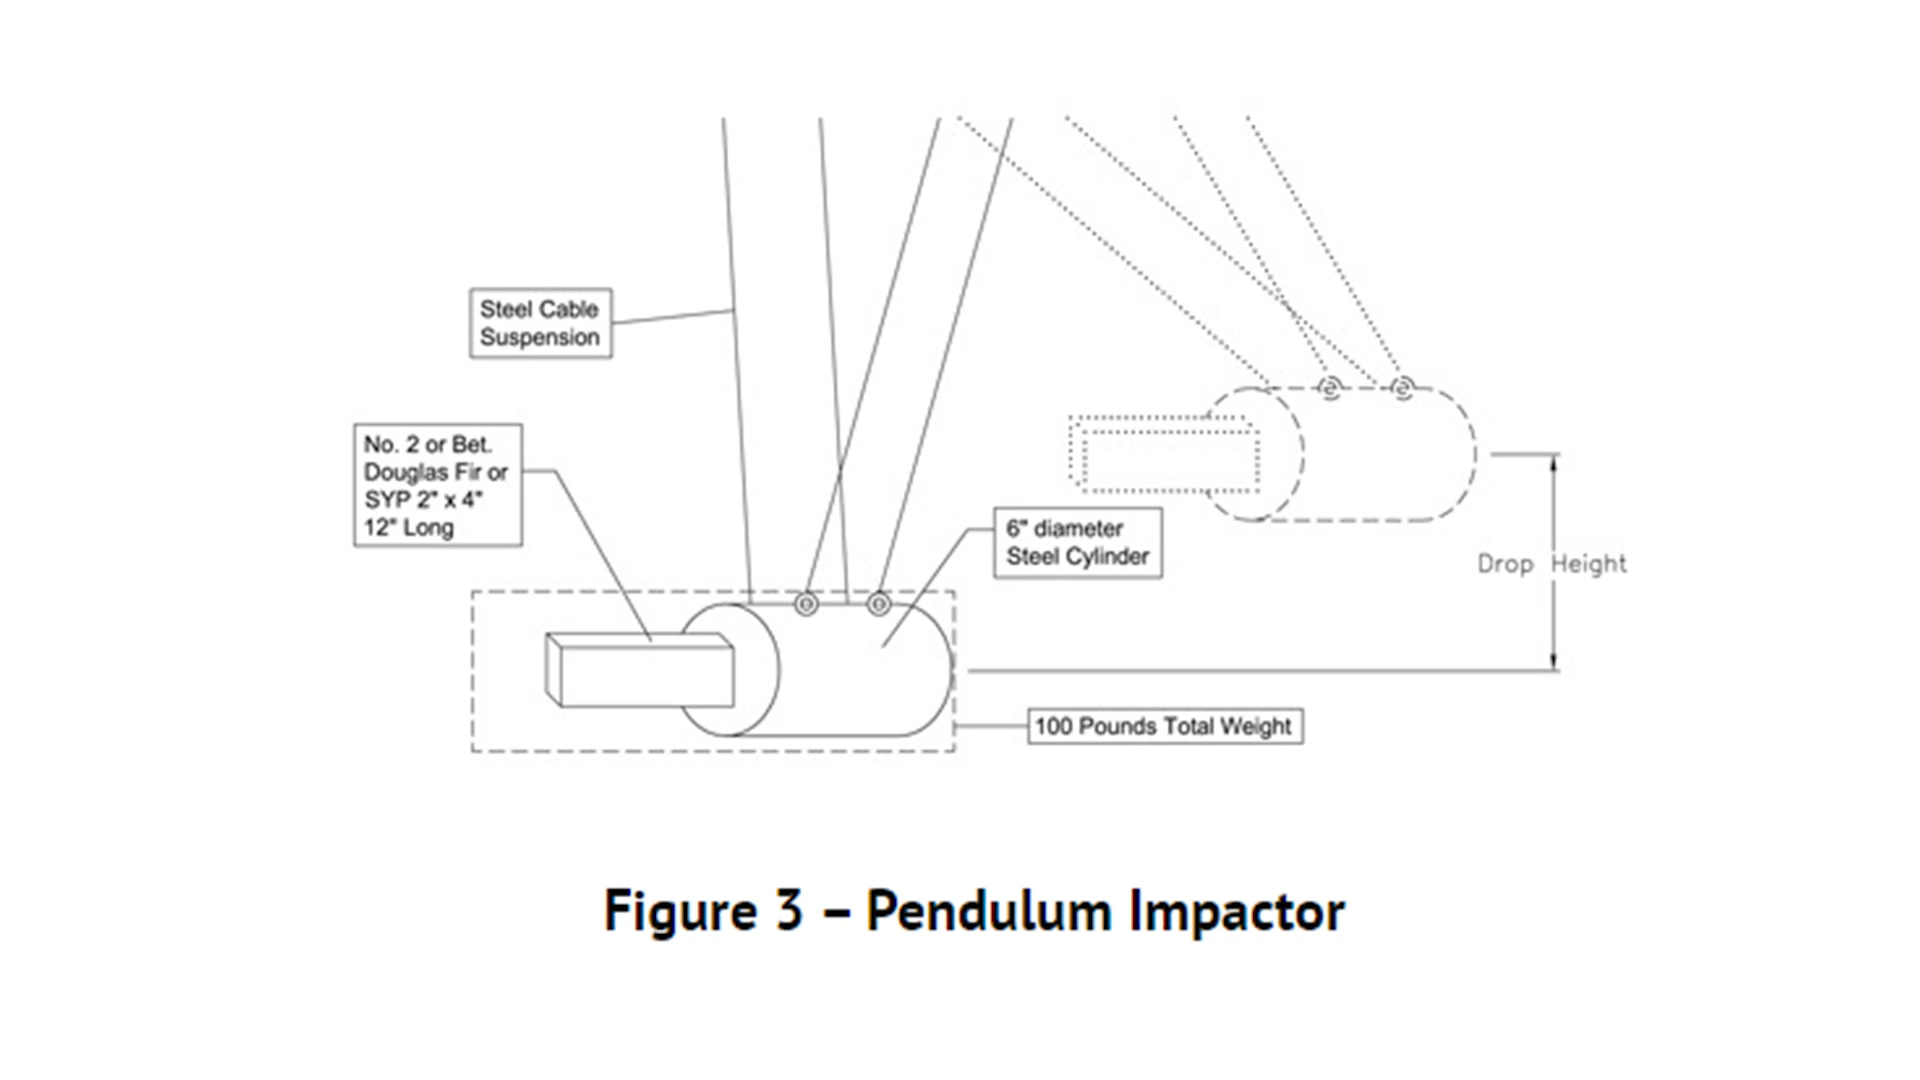 Steel Cable
Suspension
No. 2 or Bet.
Douglas Fir or
SYP 2" x 4"
12" Long
6" diameter
Steel Cylinder
Drop Height
100 Pounds Total Weight
Figure 3 – Pendulum Impactor